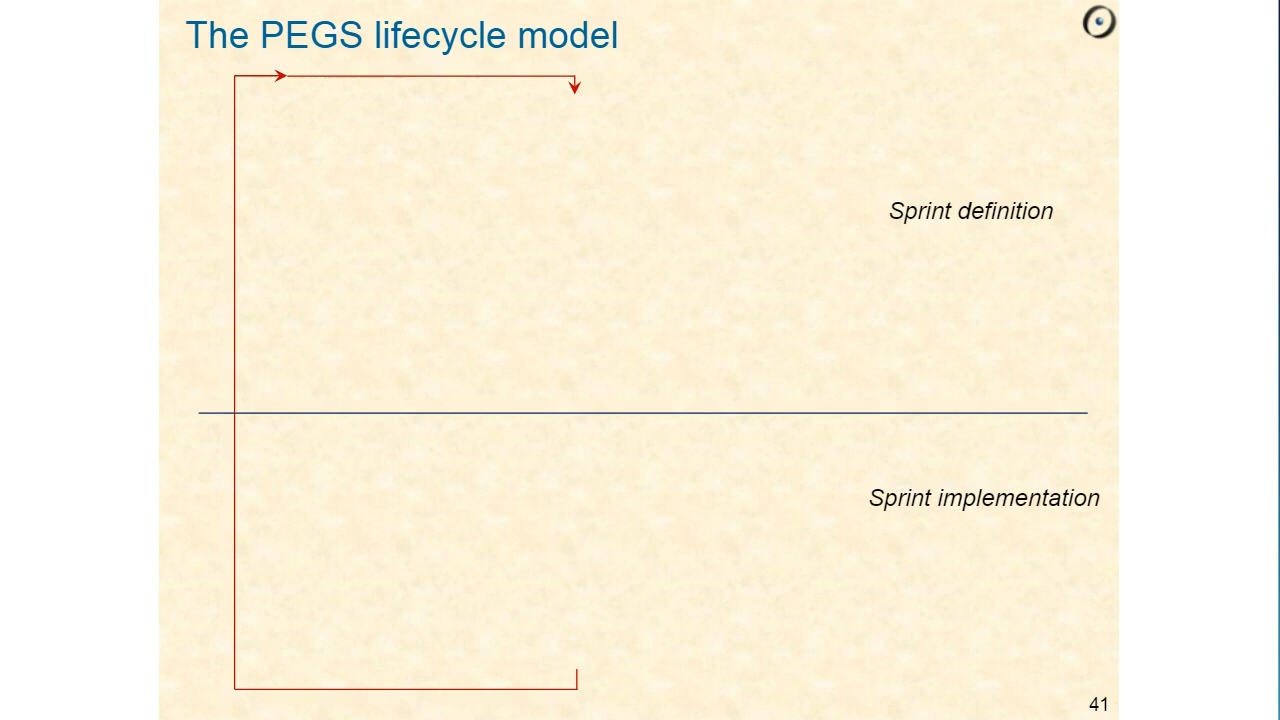 The PEGS lifecycle model
Sprint definition
Sprint implementation
41